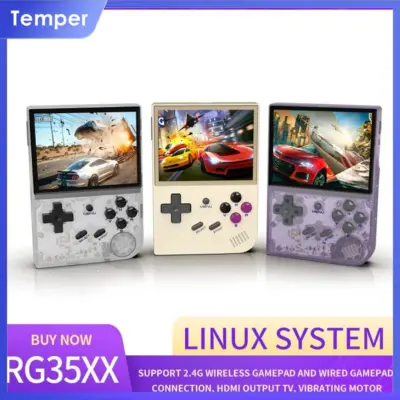 Temper
BUY NOW
RG35XX
LINUX SYSTEM
SUPPORT 2.4G WIRELESS GAMEPAD AND WIRED GAMEPAD
CONNECTION, HDMI OUTPUT TV, VIBRATING MOTOR